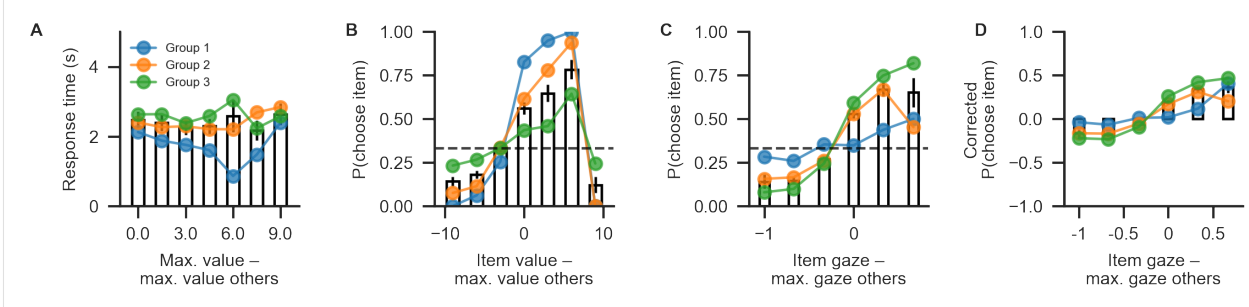 A
Response time (s)
4
2
0
Group 1
Group 2
Group 3
0.0 3.0 6.0 9.0
Max. value –
max. value others
B
P(choose item)
1.00
0.75
0.50
0.25
0.00
−10 0 10
Item value –
max. value others
C
P(choose item)
1.00
0.75
0.50
0.25
0.00
−1 0
Item gaze –
max. gaze others
D
Corrected
P(choose item)
1.0
0.5
0.0
−0.5
−1.0
-1 -0.5 0 0.5
Item gaze –
max. gaze others